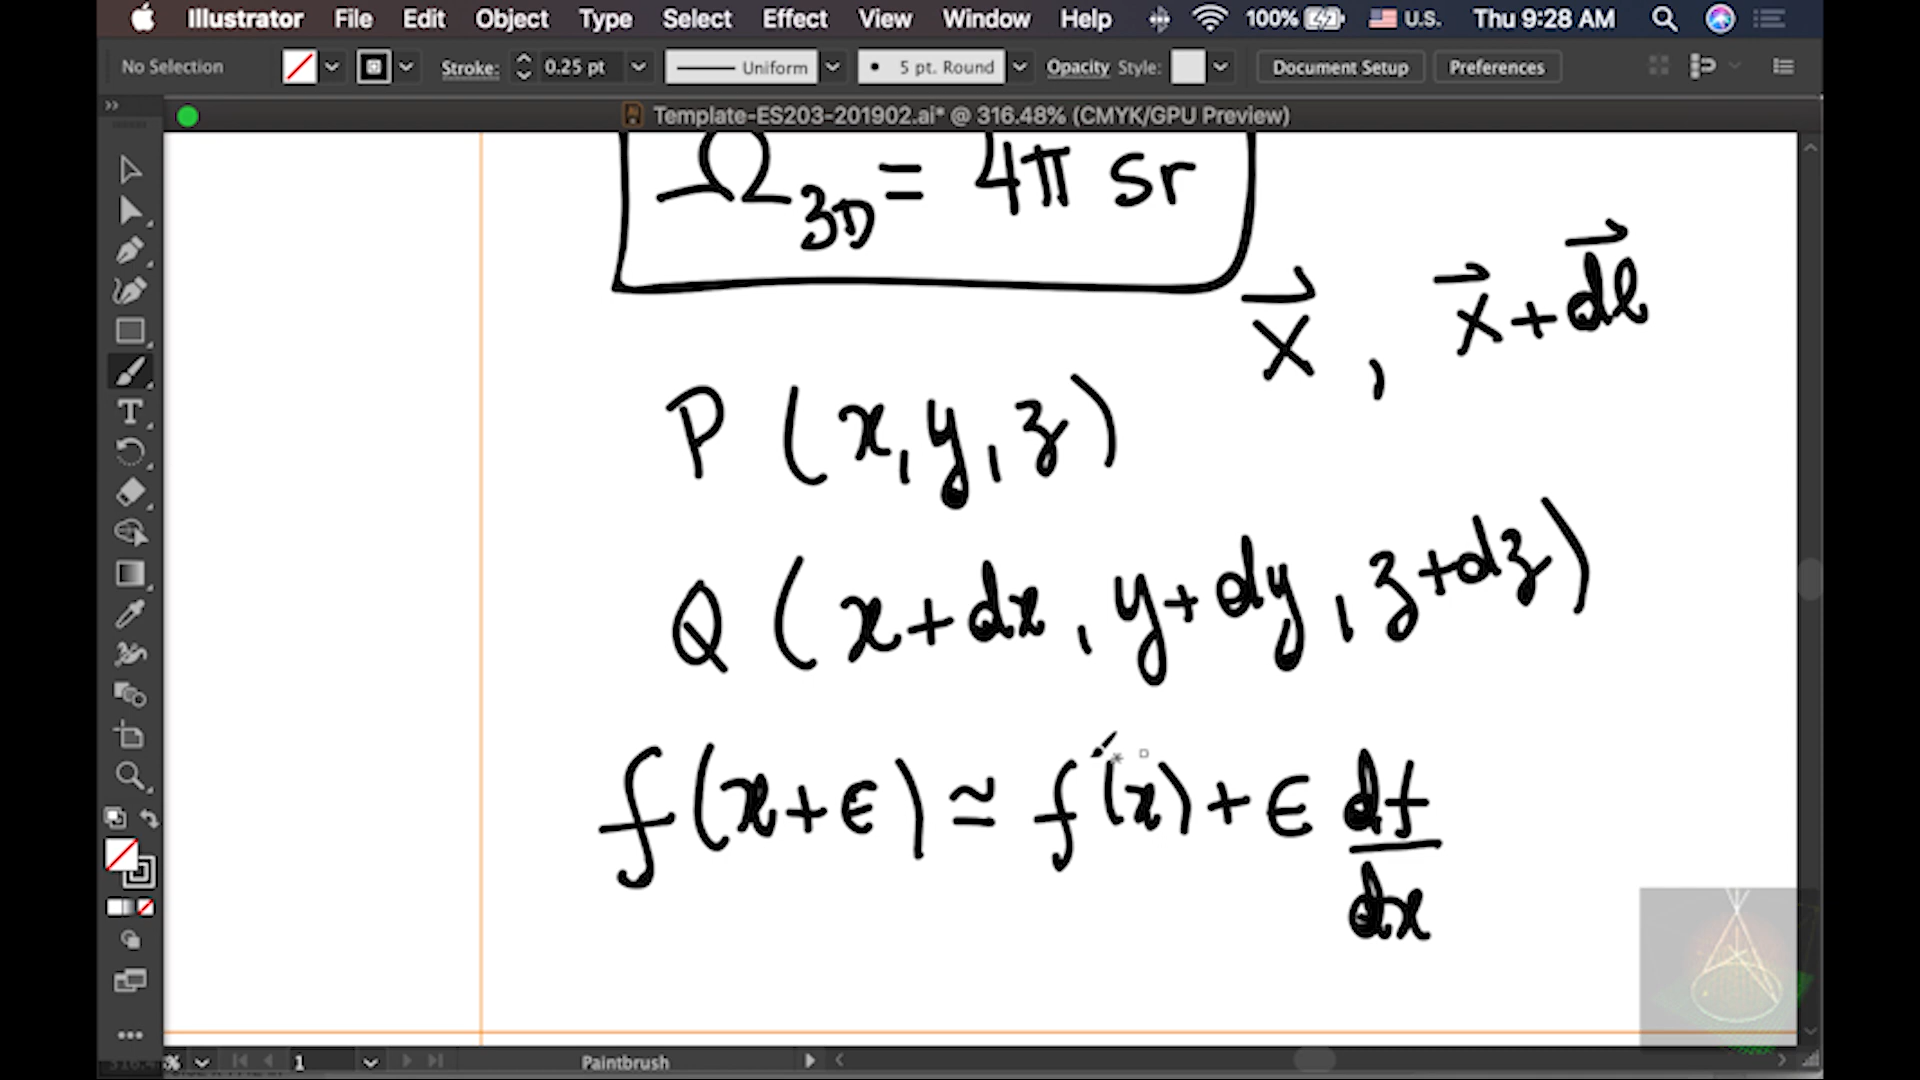 Illustrator File Edit Object Type Select Effect View Window Help 100% U.S. Thu 9:28 AM
No Selection Stroke: 0.25 pt Uniform 5 pt. Round Opacity Style: Document Setup Preferences
Template-ES203-201902.ai* @ 316.48% (CMYK/GPU Preview)
Ω3D = 4π sr
x⃗ , x⃗ + dl⃗
P (x, y, z)
Q (x+dx, y+dy, z+dz)
f(x+ϵ) ≃ f(x) + ϵ df/dx
1 Paintbrush